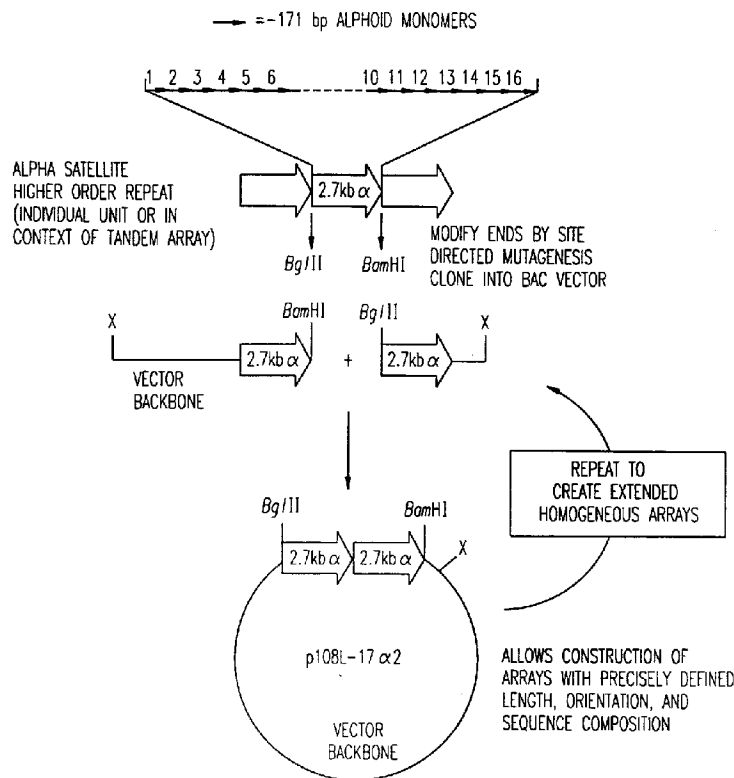 =-171 bp ALPHOID MONOMERS
1 2 3 4 5 6 10 11 12 13 14 15 16
ALPHA SATELLITE
HIGHER ORDER REPEAT
(INDIVIDUAL UNIT OR IN
CONTEXT OF TANDEM ARRAY)
2.7kb α
BglII
BamHI
MODIFY ENDS BY SITE
DIRECTED MUTAGENESIS
CLONE INTO BAC VECTOR
X
BamHI
BglII
X
2.7kb α
+
2.7kb α
VECTOR
BACKBONE
REPEAT TO
CREATE EXTENDED
HOMOGENEOUS ARRAYS
BglII
BamHI
X
2.7kb α
2.7kb α
p108L-17 α2
VECTOR
BACKBONE
ALLOWS CONSTRUCTION OF
ARRAYS WITH PRECISELY DEFINED
LENGTH, ORIENTATION, AND
SEQUENCE COMPOSITION